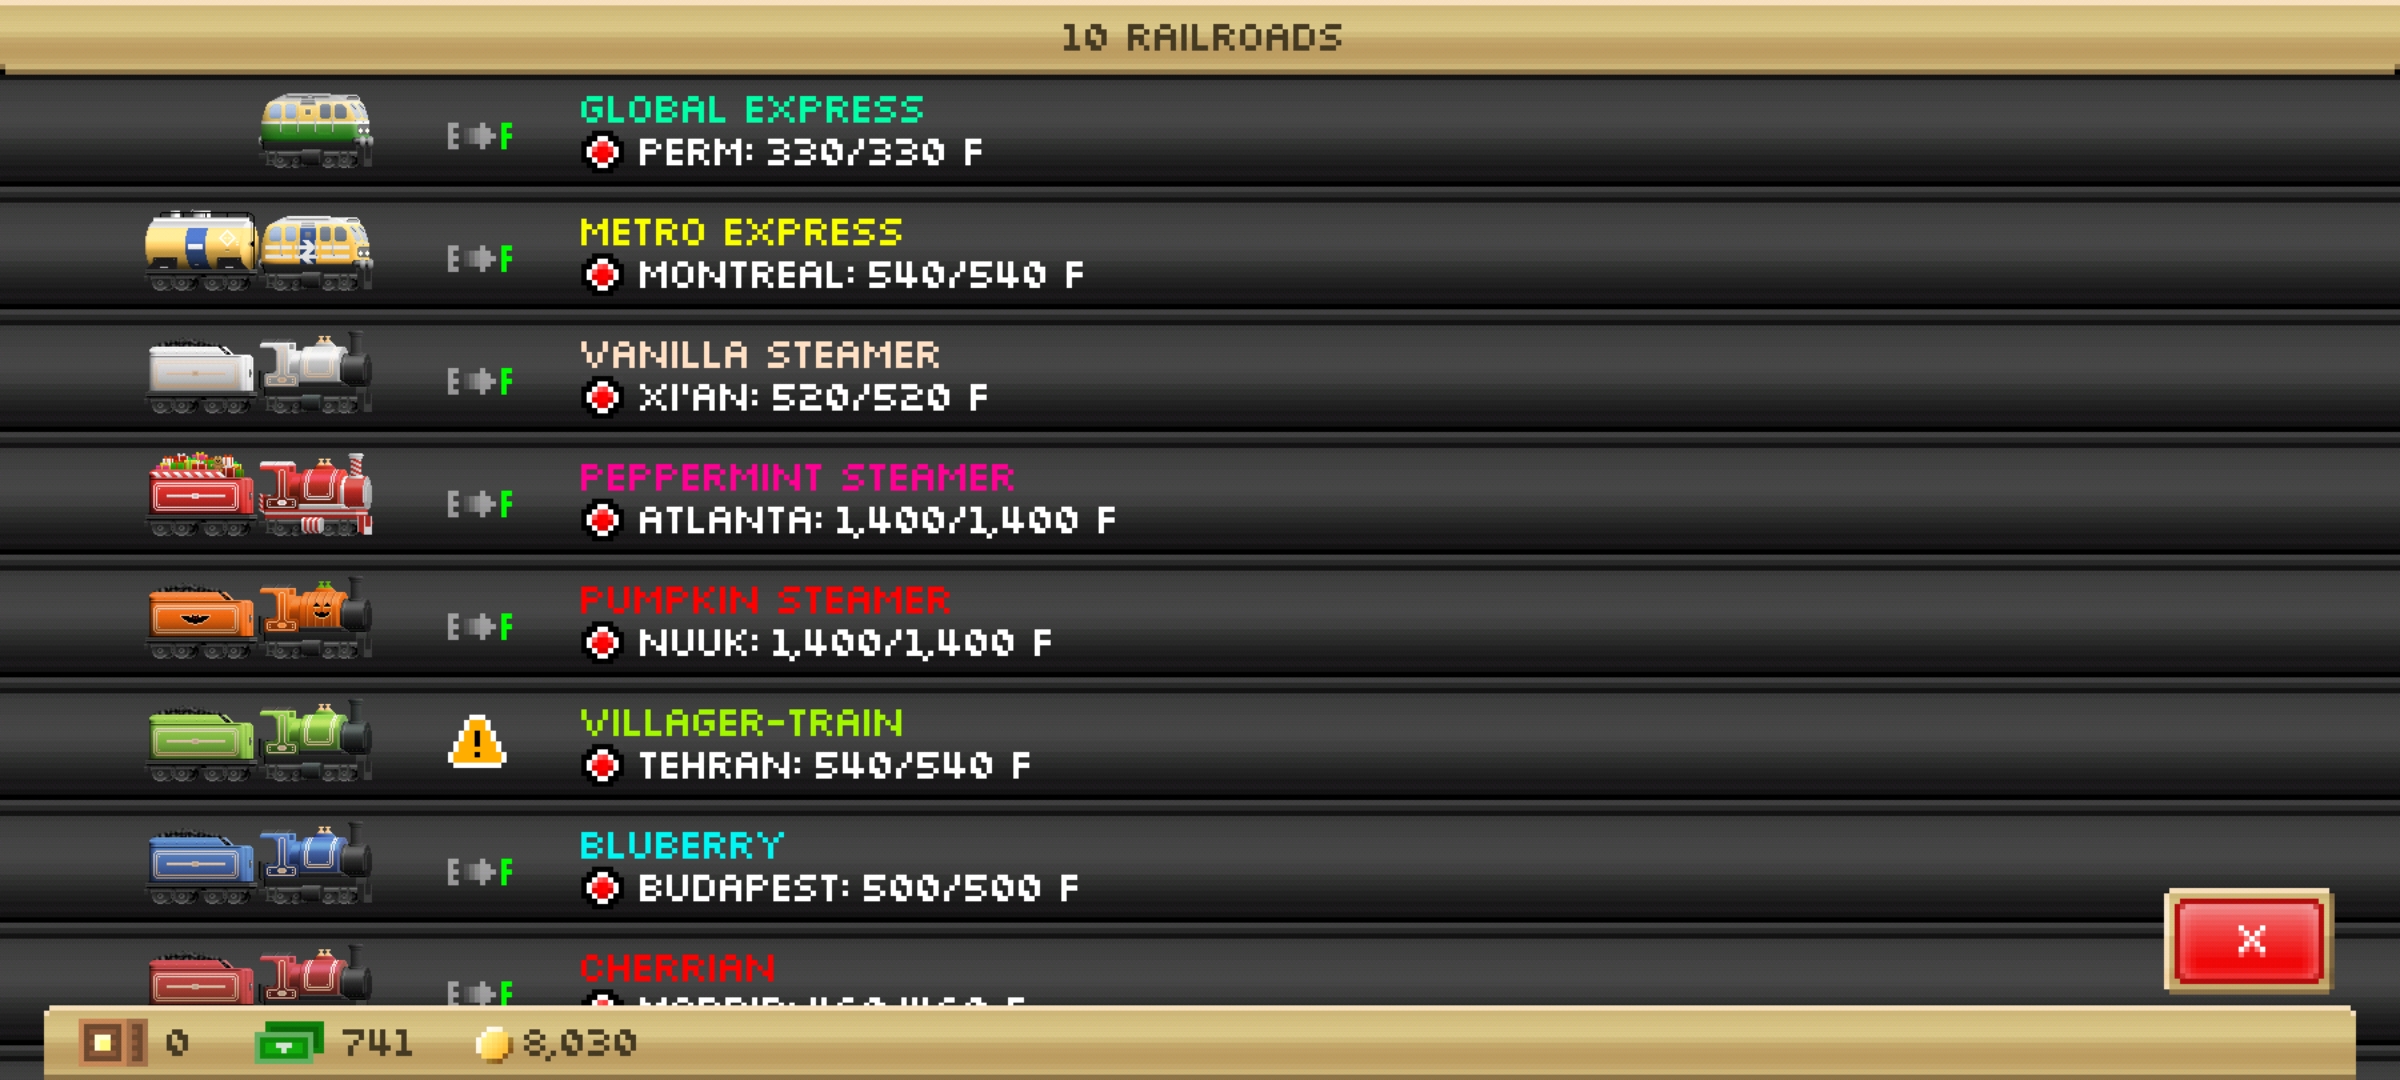 10 RAILROADS
GLOBAL EXPRESS
E F PERM: 330/330 F
METRO EXPRESS
E F MONTREAL: 540/540 F
VANILLA STEAMER
E F XI'AN: 520/520 F
PEPPERMINT STEAMER
E F ATLANTA: 1,400/1,400 F
PUMPKIN STEAMER
E F NUUK: 1,400/1,400 F
VILLAGER-TRAIN
! TEHRAN: 540/540 F
BLUBERRY
E F BUDAPEST: 500/500 F
CHERRIAN
E F
X
0 741 8,030